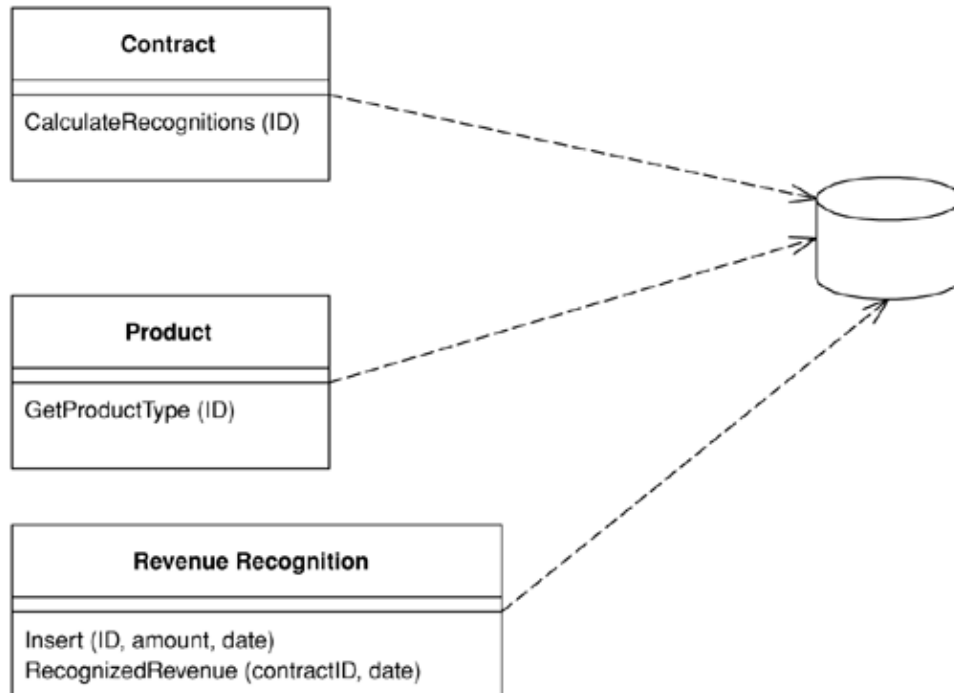 Contract
CalculateRecognitions (ID)
Product
GetProductType (ID)
Revenue Recognition
Insert (ID, amount, date)
RecognizedRevenue (contractID, date)